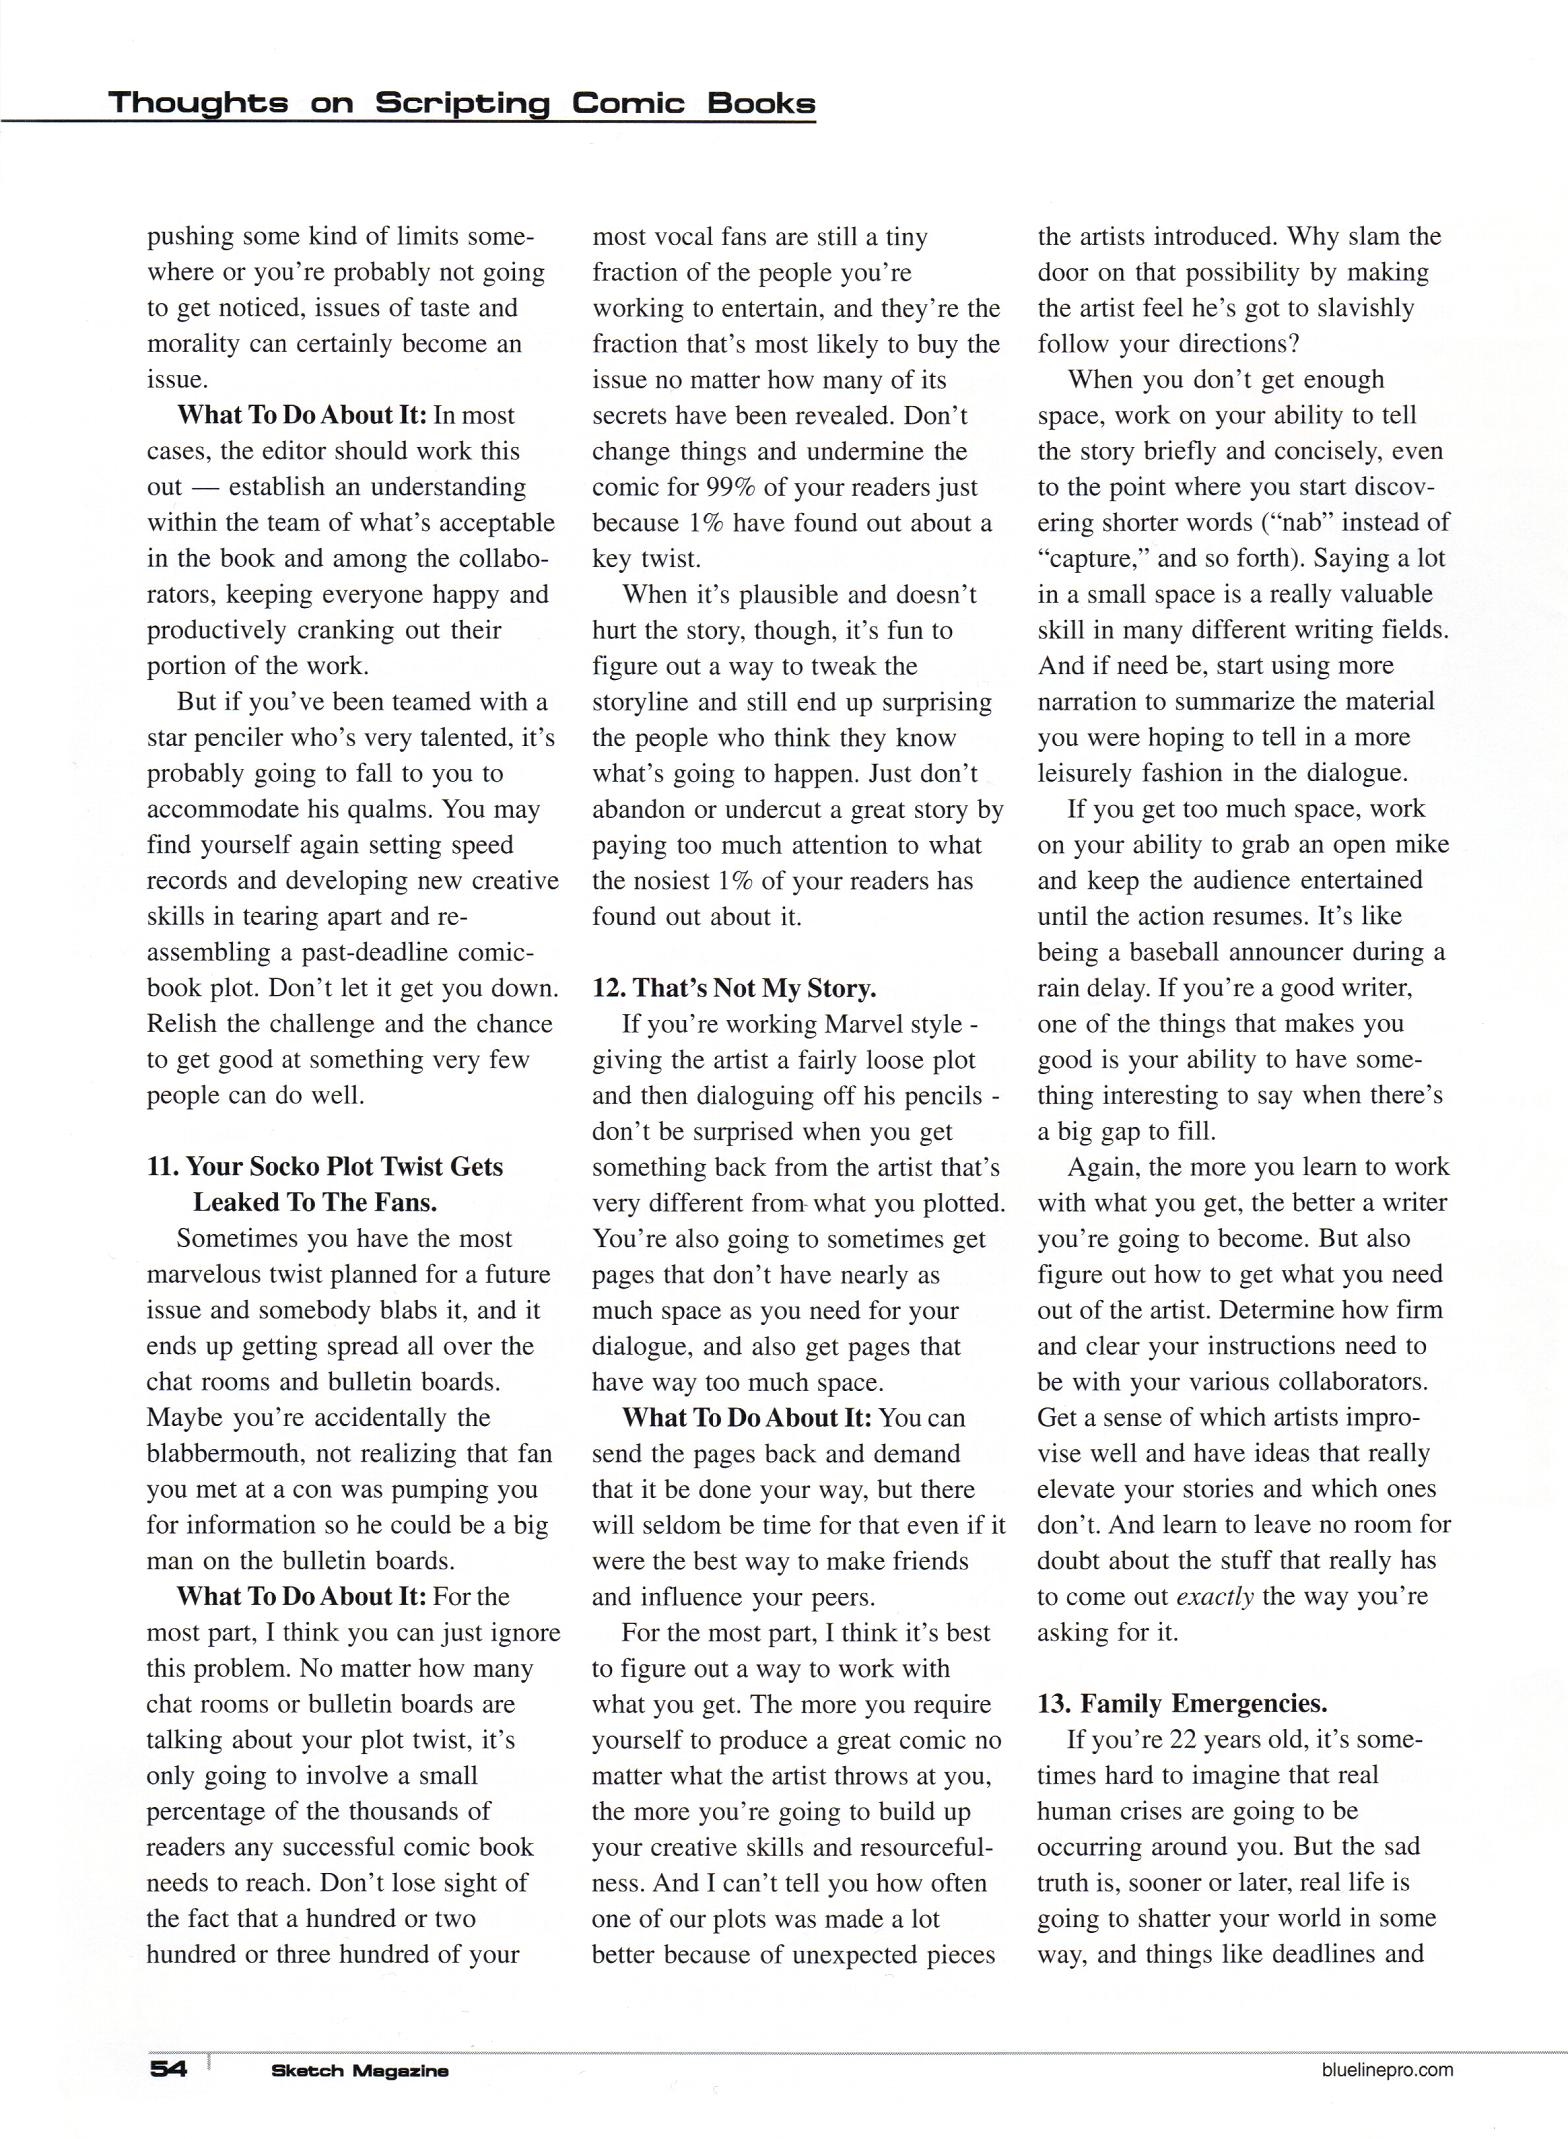 Thoughts on Scripting Comic Books
pushing some kind of limits some-
where or you're probably not going
to get noticed, issues of taste and
morality can certainly become an
issue.
What To Do About It: In most
cases, the editor should work this
out — establish an understanding
within the team of what's acceptable
in the book and among the collabo-
rators, keeping everyone happy and
productively cranking out their
portion of the work.
But if you've been teamed with a
star penciler who's very talented, it's
probably going to fall to you to
accommodate his qualms. You may
find yourself again setting speed
records and developing new creative
skills in tearing apart and re-
assembling a past-deadline comic-
book plot. Don't let it get you down.
Relish the challenge and the chance
to get good at something very few
people can do well.
11. Your Socko Plot Twist Gets
Leaked To The Fans.
Sometimes you have the most
marvelous twist planned for a future
issue and somebody blabs it, and it
ends up getting spread all over the
chat rooms and bulletin boards.
Maybe you're accidentally the
blabbermouth, not realizing that fan
you met at a con was pumping you
for information so he could be a big
man on the bulletin boards.
What To Do About It: For the
most part, I think you can just ignore
this problem. No matter how many
chat rooms or bulletin boards are
talking about your plot twist, it's
only going to involve a small
percentage of the thousands of
readers any successful comic book
needs to reach. Don't lose sight of
the fact that a hundred or two
hundred or three hundred of your
most vocal fans are still a tiny
fraction of the people you're
working to entertain, and they're the
fraction that's most likely to buy the
issue no matter how many of its
secrets have been revealed. Don't
change things and undermine the
comic for 99% of your readers just
because 1% have found out about a
key twist.
When it's plausible and doesn't
hurt the story, though, it's fun to
figure out a way to tweak the
storyline and still end up surprising
the people who think they know
what's going to happen. Just don't
abandon or undercut a great story by
paying too much attention to what
the nosiest 1% of your readers has
found out about it.
12. That's Not My Story.
If you're working Marvel style -
giving the artist a fairly loose plot
and then dialoguing off his pencils -
don't be surprised when you get
something back from the artist that's
very different from what you plotted.
You're also going to sometimes get
pages that don't have nearly as
much space as you need for your
dialogue, and also get pages that
have way too much space.
What To Do About It: You can
send the pages back and demand
that it be done your way, but there
will seldom be time for that even if it
were the best way to make friends
and influence your peers.
For the most part, I think it's best
to figure out a way to work with
what you get. The more you require
yourself to produce a great comic no
matter what the artist throws at you,
the more you're going to build up
your creative skills and resourceful-
ness. And I can't tell you how often
one of our plots was made a lot
better because of unexpected pieces
the artists introduced. Why slam the
door on that possibility by making
the artist feel he's got to slavishly
follow your directions?
When you don't get enough
space, work on your ability to tell
the story briefly and concisely, even
to the point where you start discov-
ering shorter words (“nab” instead of
“capture,” and so forth). Saying a lot
in a small space is a really valuable
skill in many different writing fields.
And if need be, start using more
narration to summarize the material
you were hoping to tell in a more
leisurely fashion in the dialogue.
If you get too much space, work
on your ability to grab an open mike
and keep the audience entertained
until the action resumes. It's like
being a baseball announcer during a
rain delay. If you're a good writer,
one of the things that makes you
good is your ability to have some-
thing interesting to say when there's
a big gap to fill.
Again, the more you learn to work
with what you get, the better a writer
you're going to become. But also
figure out how to get what you need
out of the artist. Determine how firm
and clear your instructions need to
be with your various collaborators.
Get a sense of which artists impro-
vise well and have ideas that really
elevate your stories and which ones
don't. And learn to leave no room for
doubt about the stuff that really has
to come out exactly the way you're
asking for it.
13. Family Emergencies.
If you're 22 years old, it's some-
times hard to imagine that real
human crises are going to be
occurring around you. But the sad
truth is, sooner or later, real life is
going to shatter your world in some
way, and things like deadlines and
54 Sketch Magazine bluelinepro.com